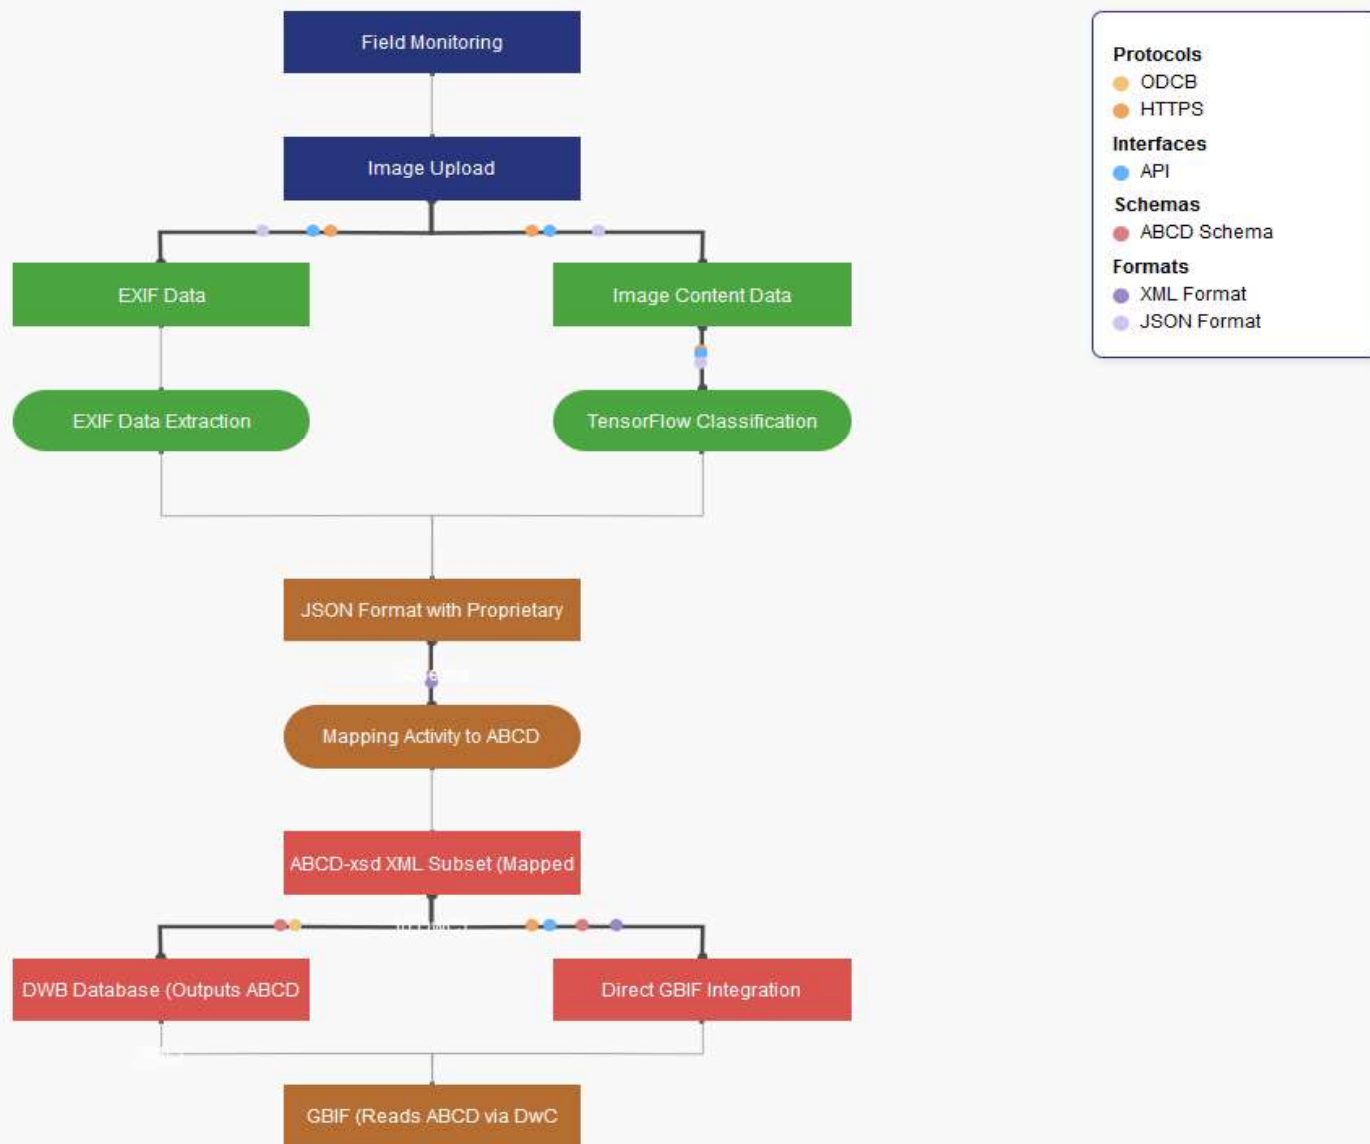 Field Monitoring
Image Upload
EXIF Data
Image Content Data
EXIF Data Extraction
TensorFlow Classification
JSON Format with Proprietary
Mapping Activity to ABCD
ABCD-xsd XML Subset (Mapped
DWB Database (Outputs ABCD
Direct GBIF Integration
GBIF (Reads ABCD via DwC
Protocols
ODCB
HTTPS
Interfaces
API
Schemas
ABCD Schema
Formats
XML Format
JSON Format